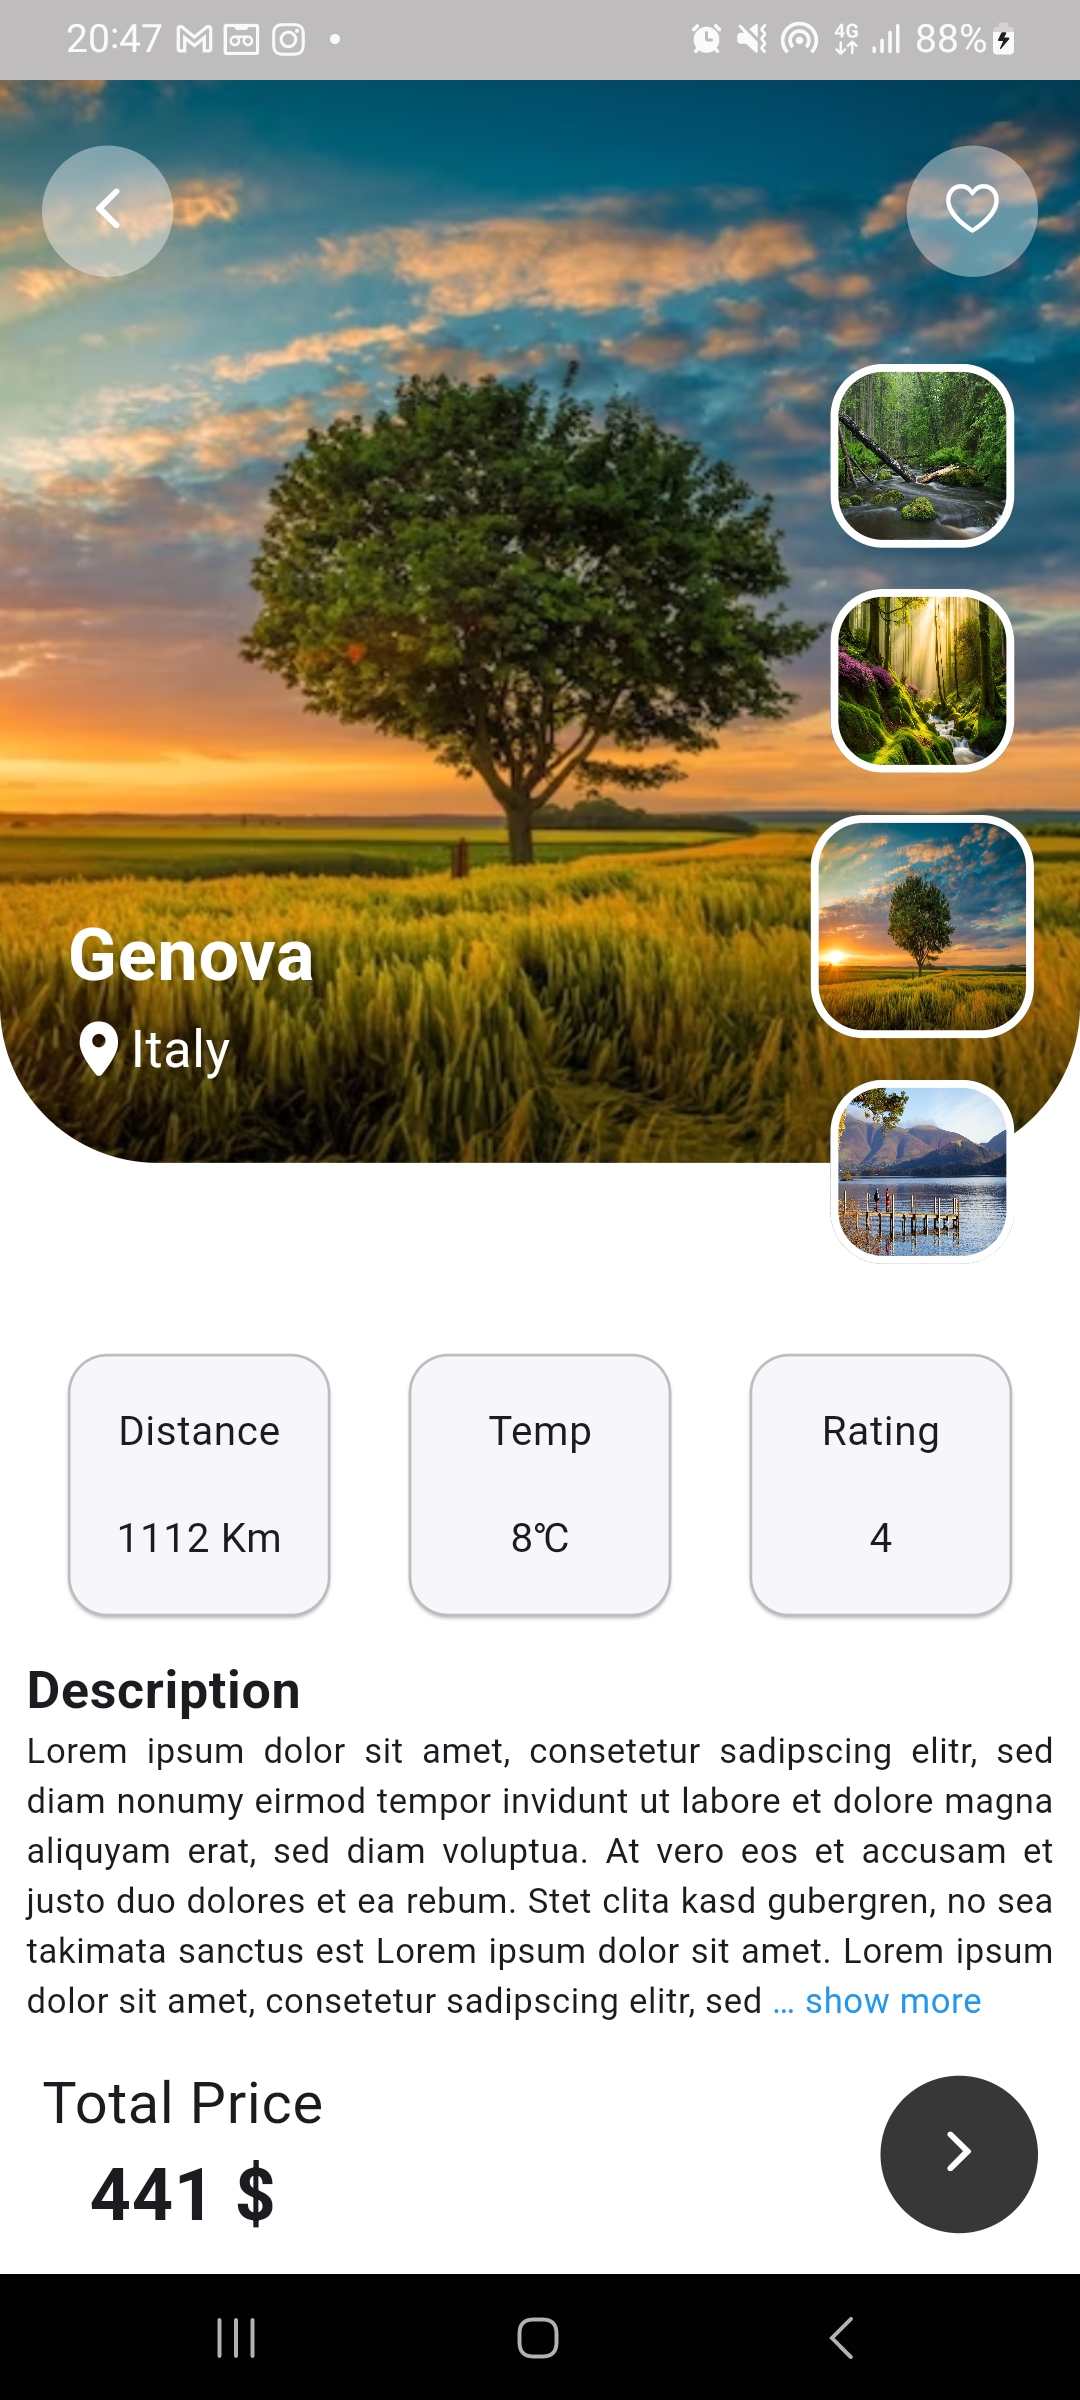 20:47
4G 88%
Genova
Italy
Distance
1112 Km
Temp
8℃
Rating
4
Description
Lorem ipsum dolor sit amet, consetetur sadipscing elitr, sed
diam nonumy eirmod tempor invidunt ut labore et dolore magna
aliquyam erat, sed diam voluptua. At vero eos et accusam et
justo duo dolores et ea rebum. Stet clita kasd gubergren, no sea
takimata sanctus est Lorem ipsum dolor sit amet. Lorem ipsum
dolor sit amet, consetetur sadipscing elitr, sed ... show more
Total Price
441 $